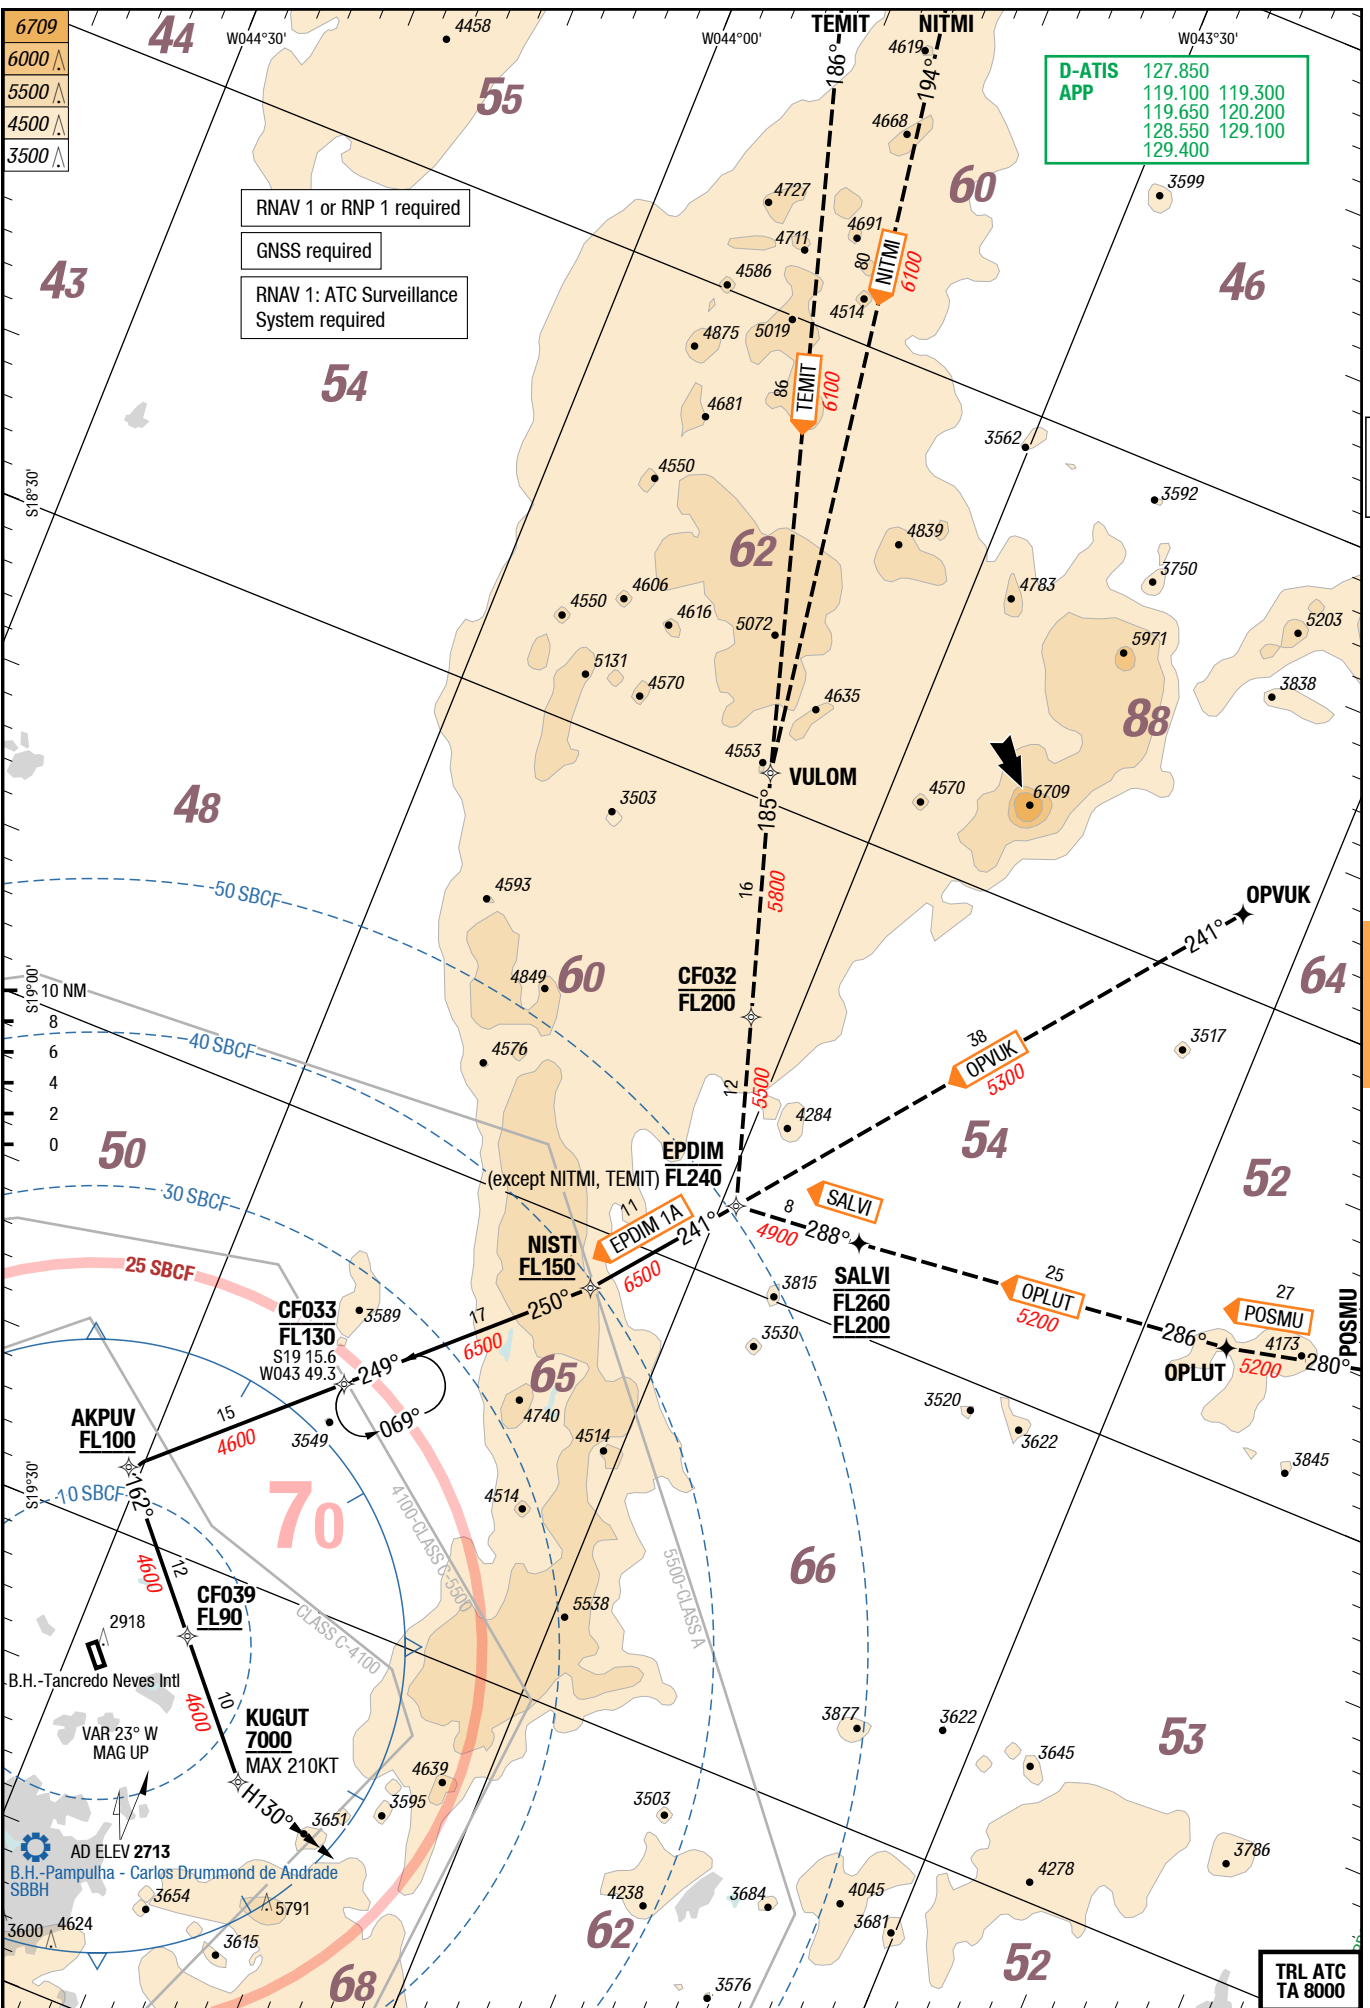 6709
6000
5500
4500
3500
44
W044°30'
4458
55
W044°00'
TEMIT
NITMI
186°
4619
194°
W043°30'
D-ATIS 127.850
APP 119.100 119.300
119.650 120.200
128.550 129.100
129.400
4668
60
3599
RNAV 1 or RNP 1 required
GNSS required
RNAV 1: ATC Surveillance
System required
4727
4711
4691
80
NITMI
6100
43
4586
4514
46
4875
5019
54
86
TEMIT
6100
4681
3562
S18°30'
4550
3592
62
4839
3750
4606
4550
4616
4783
5072
5203
5131
5971
4570
3838
4635
88
4553
VULOM
48
3503
185°
4570
6709
50 SBCF
4593
16
5800
OPVUK
241°
S19°00'
10 NM
8
6
4
2
0
4849
60
CF032
FL200
64
40 SBCF
4576
38
OPVUK
5300
3517
12
5500
4284
50
54
EPDIM
FL240
(except NITMI, TEMIT)
52
30 SBCF
11
EPDIM 1A
241°
6500
8
SALVI
4900
288°
NISTI
FL150
25 SBCF
SALVI
FL260
FL200
25
OPLUT
5200
27
POSMU
POSMU
CF033
FL130
S19 15.6
W043 49.3
3589
17
250°
6500
3815
3530
286°
4173
OPLUT
5200
280°
249°
65
AKPUV
FL100
15
4600
3549
069°
4740
4514
3520
3622
3845
S19°30'
10 SBCF
162°
70
4100-CLASS C-5500
4514
5500-CLASS A
66
4600
12
CF039
FL90
CLASS C-4100
5538
2918
B.H.-Tancredo Neves Intl
4600
10
KUGUT
7000
MAX 210KT
VAR 23° W
MAG UP
3877
3622
53
3645
4639
H130°
3651
3595
3503
AD ELEV 2713
B.H.-Pampulha - Carlos Drummond de Andrade
SBBH
3786
4278
3654
5791
4238
3684
4045
3681
3600
4624
3615
62
52
68
3576
TRL ATC
TA 8000